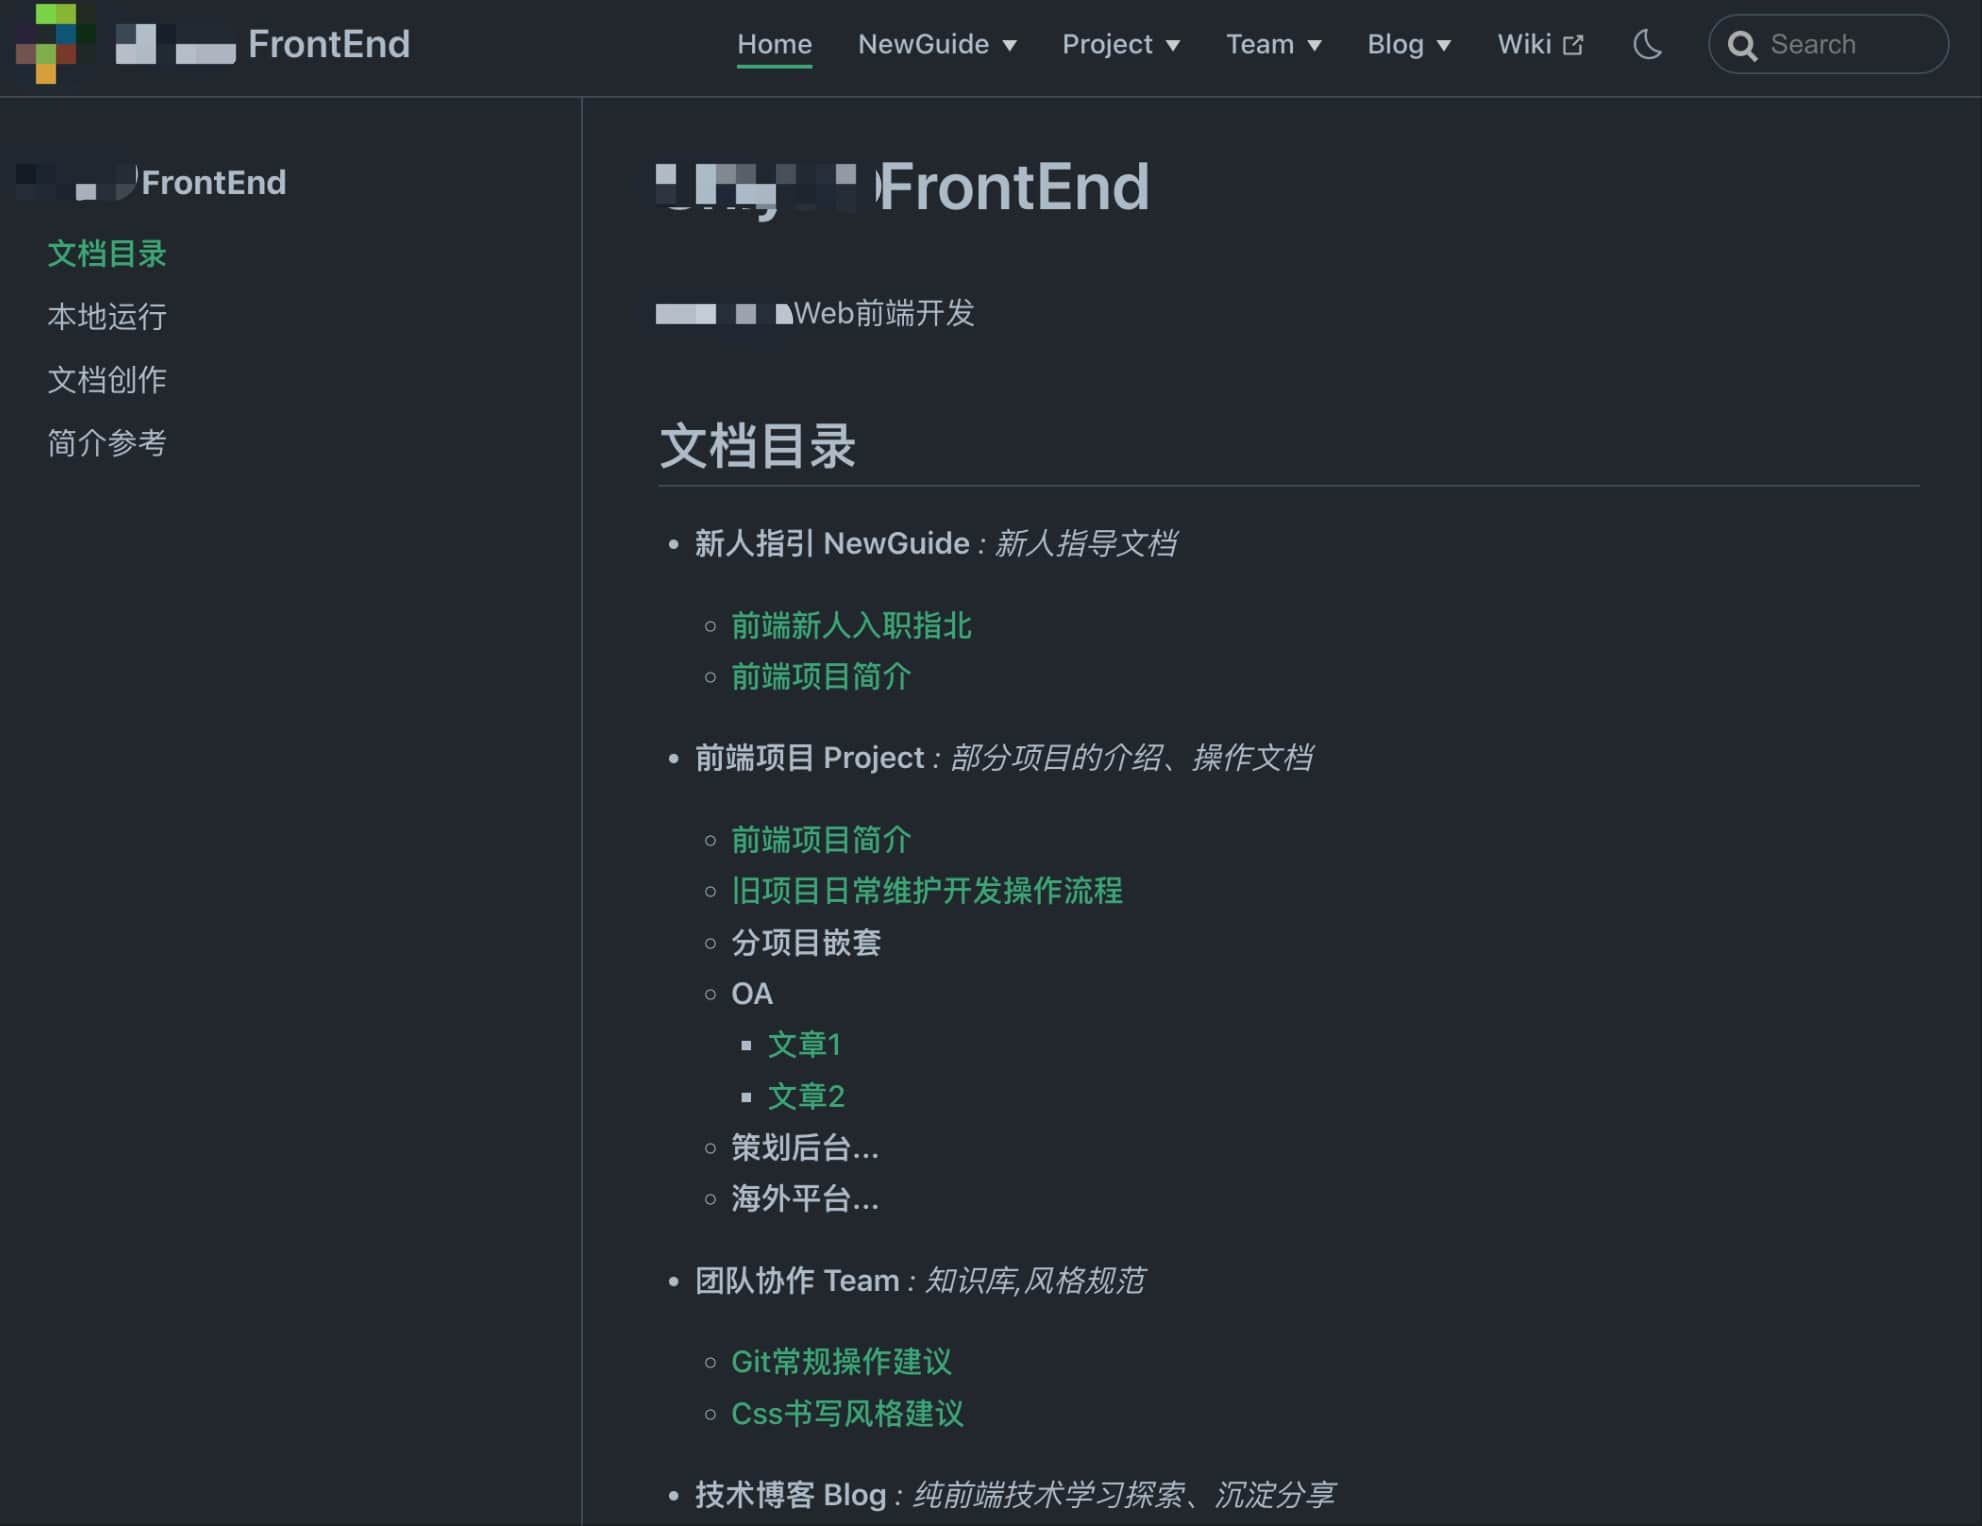 FrontEnd
Home NewGuide Project Team Blog Wiki Search
FrontEnd
文档目录
本地运行
文档创作
简介参考
FrontEnd
Web前端开发
文档目录
新人指引 NewGuide : 新人指导文档
前端新人入职指北
前端项目简介
前端项目 Project : 部分项目的介绍、操作文档
前端项目简介
旧项目日常维护开发操作流程
分项目嵌套
OA
文章1
文章2
策划后台...
海外平台...
团队协作 Team : 知识库,风格规范
Git常规操作建议
Css书写风格建议
技术博客 Blog : 纯前端技术学习探索、沉淀分享